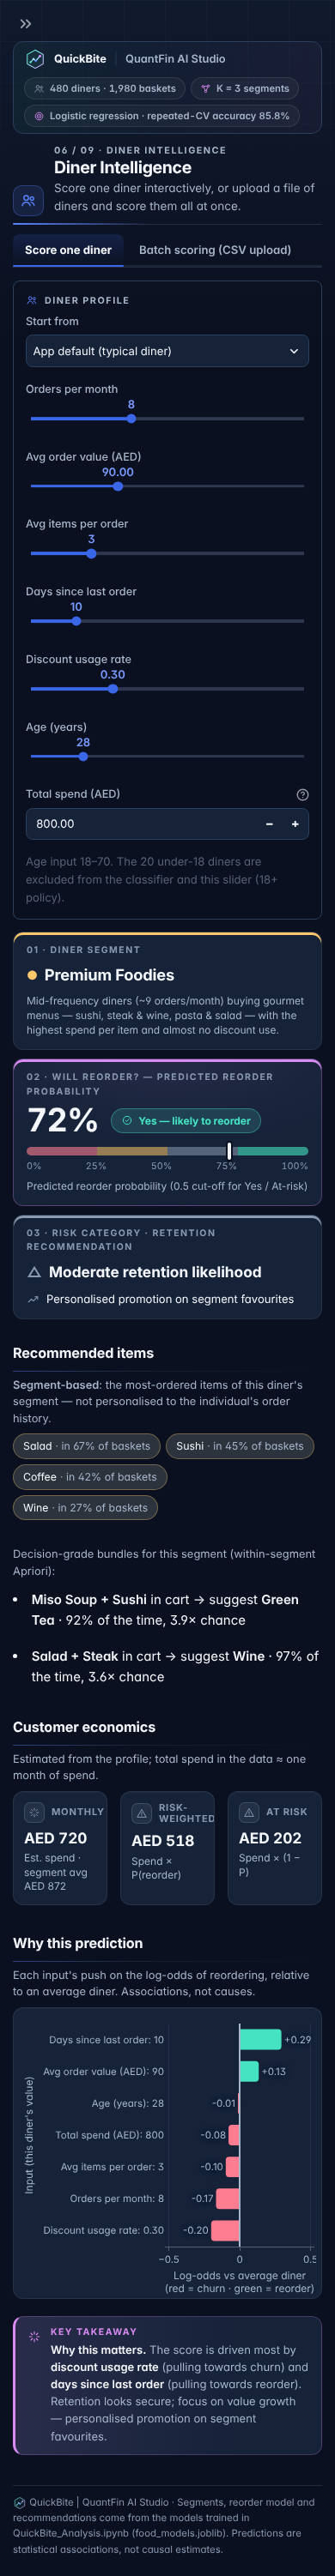 QuickBite | QuantFin AI Studio
480 diners · 1,980 baskets
K = 3 segments
Logistic regression · repeated-CV accuracy 85.8%
06 / 09 · DINER INTELLIGENCE
Diner Intelligence
Score one diner interactively, or upload a file of
diners and score them all at once.
Score one diner
Batch scoring (CSV upload)
DINER PROFILE
Start from
App default (typical diner)
Orders per month
8
Avg order value (AED)
90.00
Avg items per order
3
Days since last order
10
Discount usage rate
0.30
Age (years)
28
Total spend (AED)
800.00
Age input 18–70. The 20 under-18 diners are
excluded from the classifier and this slider (18+
policy).
01 · DINER SEGMENT
Premium Foodies
Mid-frequency diners (~9 orders/month) buying gourmet
menus — sushi, steak & wine, pasta & salad — with the
highest spend per item and almost no discount use.
02 · WILL REORDER? — PREDICTED REORDER
PROBABILITY
72%
Yes — likely to reorder
0% 25% 50% 75% 100%
Predicted reorder probability (0.5 cut-off for Yes / At-risk)
03 · RISK CATEGORY · RETENTION
RECOMMENDATION
Moderate retention likelihood
Personalised promotion on segment favourites
Recommended items
Segment-based: the most-ordered items of this diner's
segment — not personalised to the individual's order
history.
Salad · in 67% of baskets
Sushi · in 45% of baskets
Coffee · in 42% of baskets
Wine · in 27% of baskets
Decision-grade bundles for this segment (within-segment
Apriori):
• Miso Soup + Sushi in cart → suggest Green
Tea · 92% of the time, 3.9× chance
• Salad + Steak in cart → suggest Wine · 97% of
the time, 3.6× chance
Customer economics
Estimated from the profile; total spend in the data ≈ one
month of spend.
MONTHLY
AED 720
Est. spend ·
segment avg
AED 872
RISK-
WEIGHTED
AED 518
Spend ×
P(reorder)
AT RISK
AED 202
Spend × (1 −
P)
Why this prediction
Each input's push on the log-odds of reordering, relative
to an average diner. Associations, not causes.
Input (this diner's value)
Days since last order: 10 +0.29
Avg order value (AED): 90 +0.13
Age (years): 28 -0.01
Total spend (AED): 800 -0.08
Avg items per order: 3 -0.10
Orders per month: 8 -0.17
Discount usage rate: 0.30 -0.20
−0.5 0 0.5
Log-odds vs average diner
(red = churn · green = reorder)
KEY TAKEAWAY
Why this matters. The score is driven most by
discount usage rate (pulling towards churn) and
days since last order (pulling towards reorder).
Retention looks secure; focus on value growth
— personalised promotion on segment
favourites.
QuickBite | QuantFin AI Studio · Segments, reorder model and
recommendations come from the models trained in
QuickBite_Analysis.ipynb (food_models.joblib). Predictions are
statistical associations, not causal estimates.